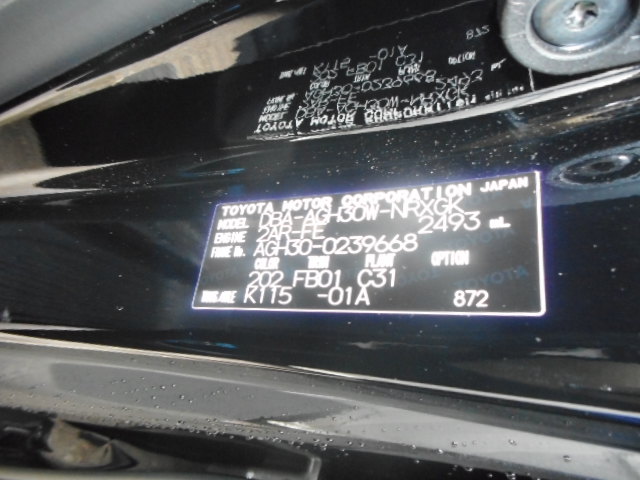 TOYOTA MOTOR CORPORATION JAPAN
MODEL DBA-AGH30W-NRXGK
ENGINE 2AR-FE 2493 mL
FRAME No. AGH30-0239668
COLOR TRIM PLANT OPTION
202 FB01 C31
TRANS./AXLE K115 -01A 872